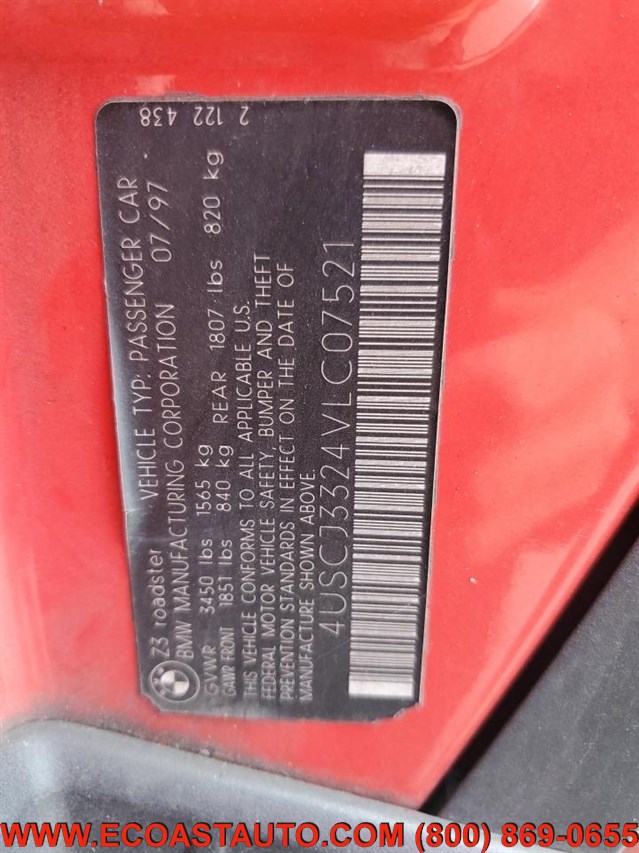 Z3 roadster VEHICLE TYP: PASSENGER CAR 2 122 438
BMW MANUFACTURING CORPORATION 07/97
GVWR 3450 lbs 1565 kg
GAWR FRONT 1851 lbs 840 kg REAR 1807 lbs 820 kg
THIS VEHICLE CONFORMS TO ALL APPLICABLE U.S.
FEDERAL MOTOR VEHICLE SAFETY, BUMPER AND THEFT
PREVENTION STANDARDS IN EFFECT ON THE DATE OF
MANUFACTURE SHOWN ABOVE.
4USCJ3324VLC07521
WWW.ECOASTAUTO.COM (800) 869-0655